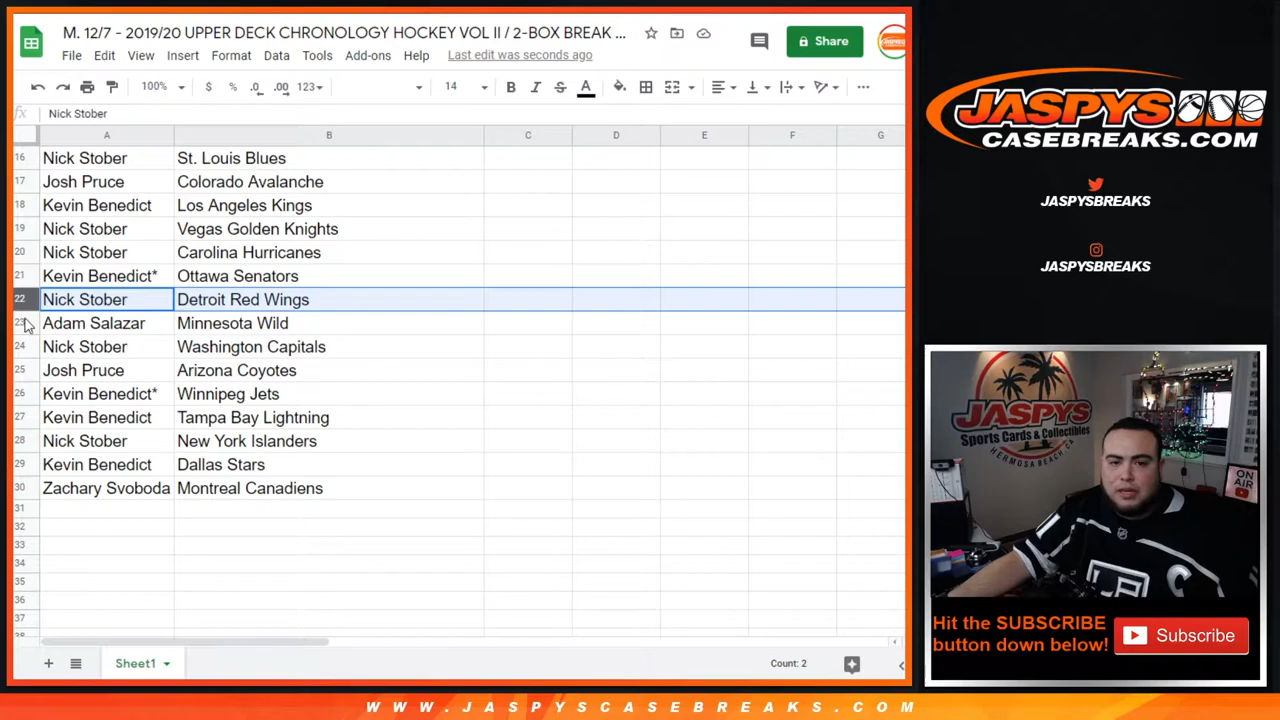 M. 12/7 - 2019/20 UPPER DECK CHRONOLOGY HOCKEY VOL II / 2-BOX BREAK ...
Share
File Edit View Insert Format Data Tools Add-ons Help Last edit was seconds ago
100% $ % .0 .00 123 14 B I S A
fx Nick Stober
A B C D E F G
16 Nick Stober St. Louis Blues
17 Josh Pruce Colorado Avalanche
18 Kevin Benedict Los Angeles Kings
19 Nick Stober Vegas Golden Knights
20 Nick Stober Carolina Hurricanes
21 Kevin Benedict* Ottawa Senators
22 Nick Stober Detroit Red Wings
23 Adam Salazar Minnesota Wild
24 Nick Stober Washington Capitals
25 Josh Pruce Arizona Coyotes
26 Kevin Benedict* Winnipeg Jets
27 Kevin Benedict Tampa Bay Lightning
28 Nick Stober New York Islanders
29 Kevin Benedict Dallas Stars
30 Zachary Svoboda Montreal Canadiens
31
32
33
34
35
36
37
38
Sheet1 Count: 2
JASPYS
CASEBREAKS.COM
JASPYSBREAKS
JASPYSBREAKS
JASPYS
Sports Cards & Collectibles
HERMOSA BEACH CA
ON
AIR
C
Hit the SUBSCRIBE
button down below!
Subscribe
WWW.JASPYSCASEBREAKS.COM